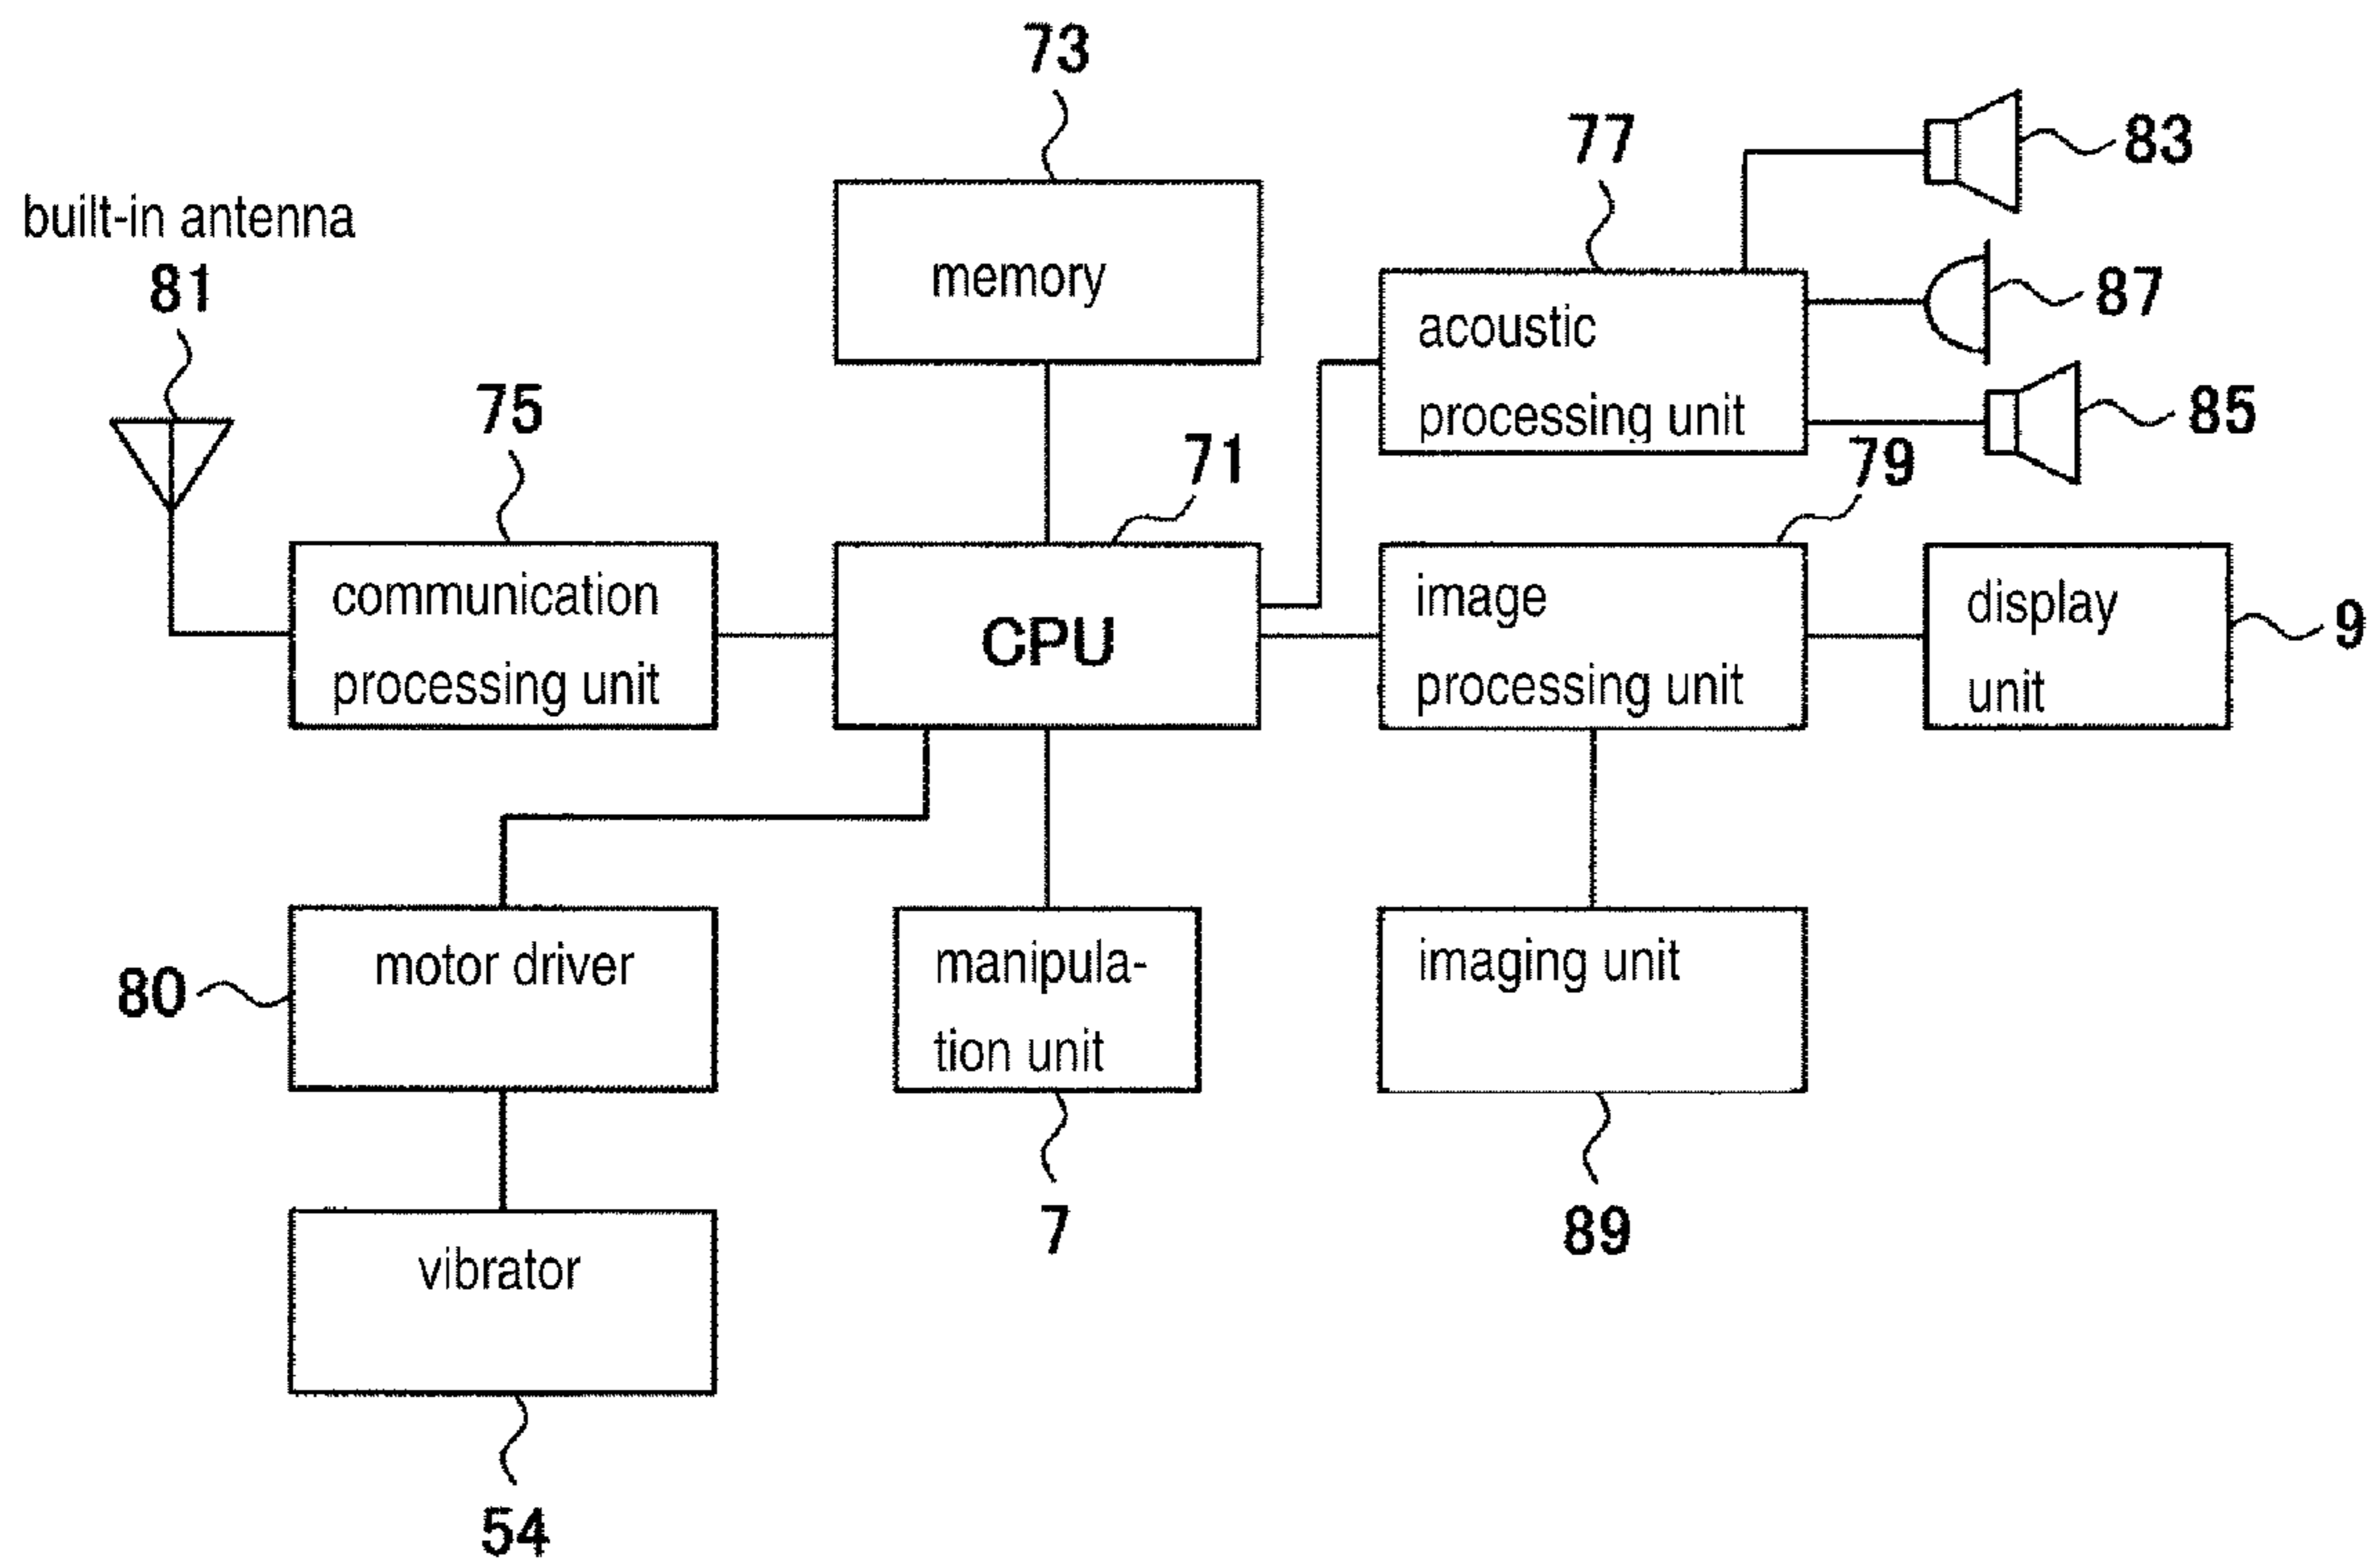 73
77
83
built-in antenna
81
memory
87
acoustic
processing unit
75
85
71
79
communication
processing unit
CPU
image
processing unit
display
unit
9
motor driver
80
manipula-
tion unit
imaging unit
7
89
vibrator
54